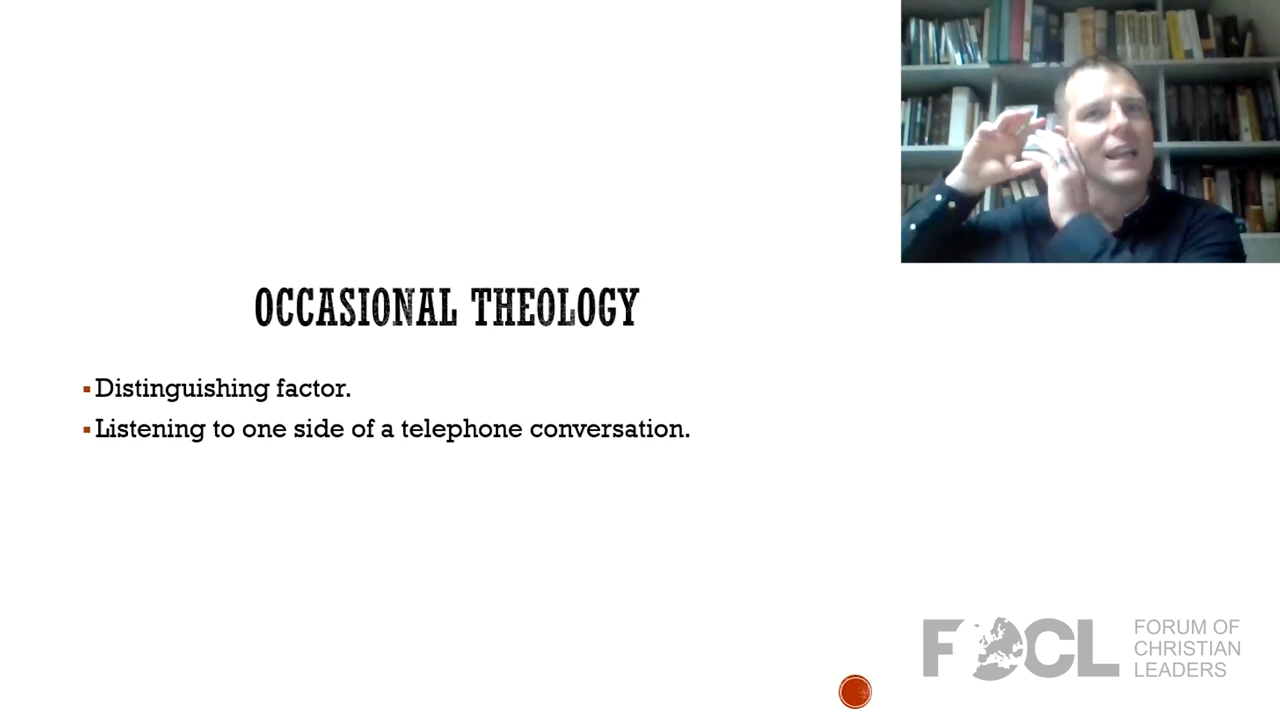 OCCASIONAL THEOLOGY
Distinguishing factor.
Listening to one side of a telephone conversation.
FOCL
FORUM OF
CHRISTIAN
LEADERS